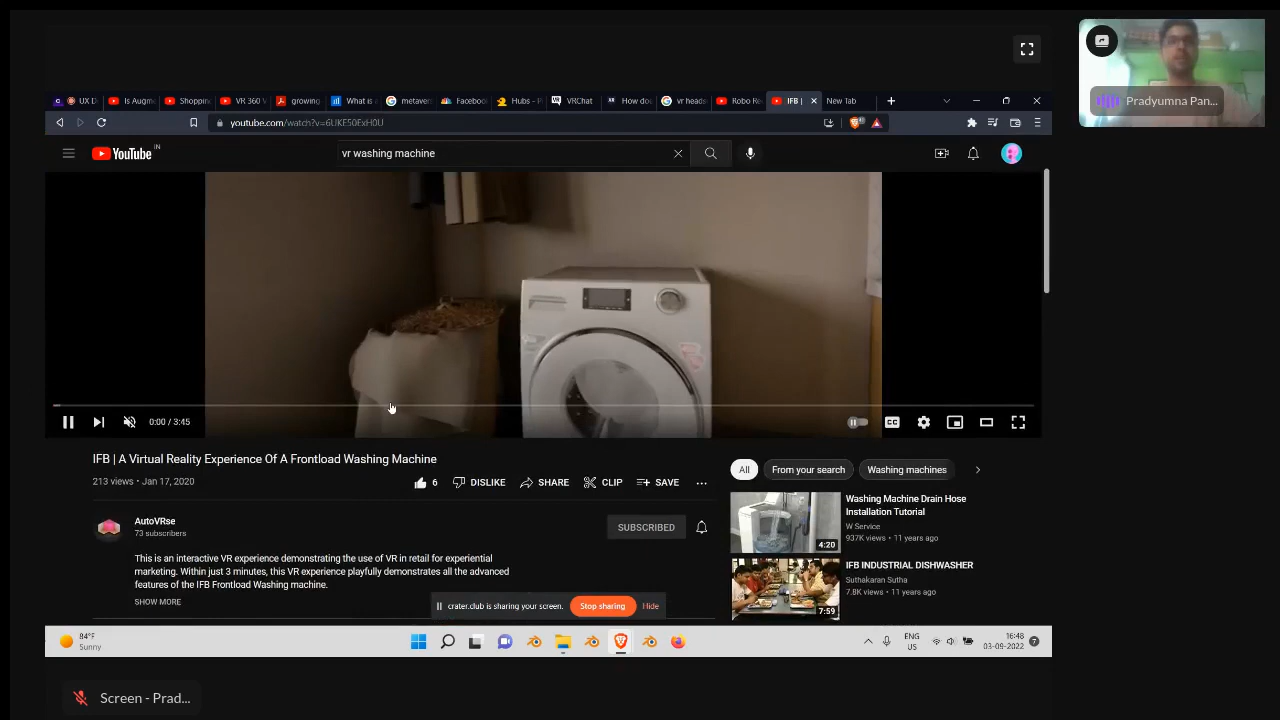 Pradyumna Pan...
UX D
Is Augm
Shoppin
VR 360 V
growing
What is
metavers
Facebook
Hubs - F
VRChat
How dou
vr heads
Robo Re
IFB |
New Tab
youtube.com/watch?v=6UKE50ExH0U
YouTube IN
vr washing machine
0:00 / 3:45
CC
IFB | A Virtual Reality Experience Of A Frontload Washing Machine
213 views • Jan 17, 2020
6
DISLIKE
SHARE
CLIP
SAVE
AutoVRse
73 subscribers
SUBSCRIBED
This is an interactive VR experience demonstrating the use of VR in retail for experiential
marketing. Within just 3 minutes, this VR experience playfully demonstrates all the advanced
features of the IFB Frontload Washing machine.
SHOW MORE
All
From your search
Washing machines
Washing Machine Drain Hose
Installation Tutorial
W Service
937K views • 11 years ago
4:20
IFB INDUSTRIAL DISHWASHER
Suthakaran Sutha
7.8K views • 11 years ago
7:59
crater.club is sharing your screen.
Stop sharing
Hide
84°F
Sunny
ENG
US
16:48
03-09-2022
7
Screen - Prad...